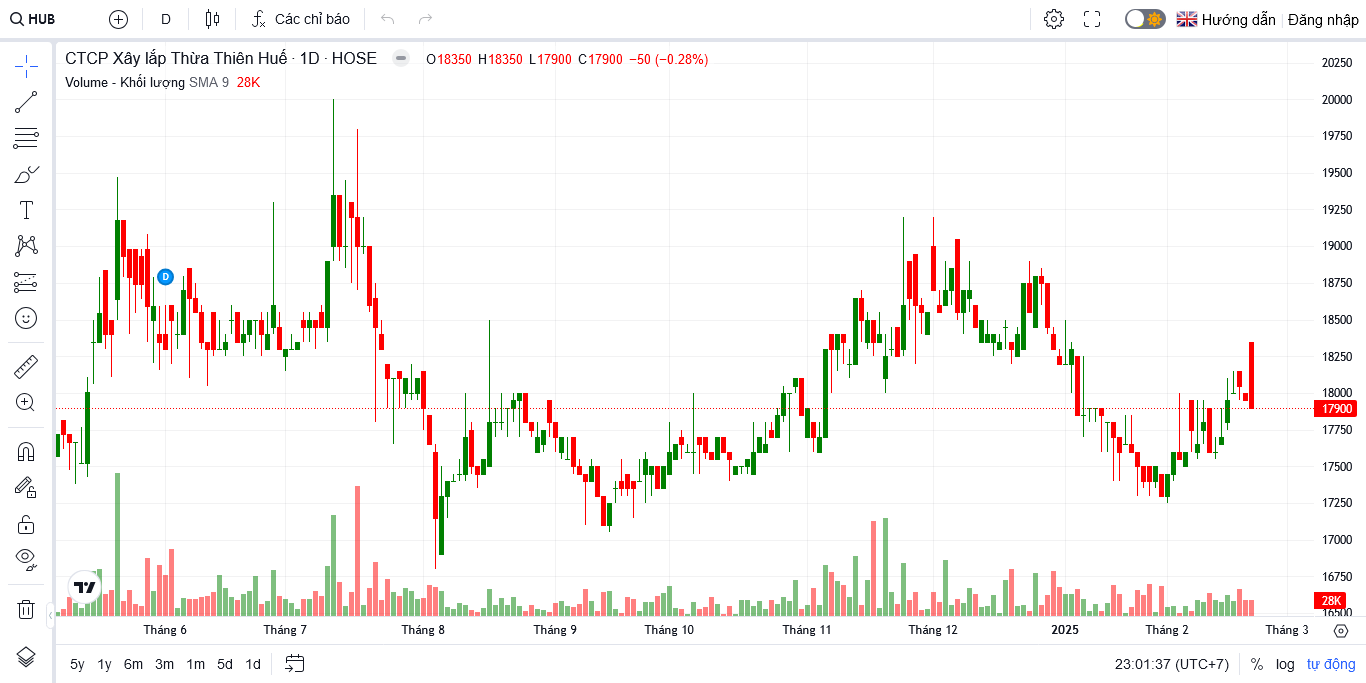 HUB D Các chỉ báo Hướng dẫn Đăng nhập
CTCP Xây lắp Thừa Thiên Huế · 1D · HOSE O18350 H18350 L17900 C17900 −50 (−0.28%)
Volume - Khối lượng SMA 9 28K
20250
20000
19750
19500
19250
19000
D
18750
18500
18250
18000
17900
17750
17500
17250
17000
16750
28K
16500
Tháng 6 Tháng 7 Tháng 8 Tháng 9 Tháng 10 Tháng 11 Tháng 12 2025 Tháng 2 Tháng 3
5y 1y 6m 3m 1m 5d 1d 23:01:37 (UTC+7) % log tự động